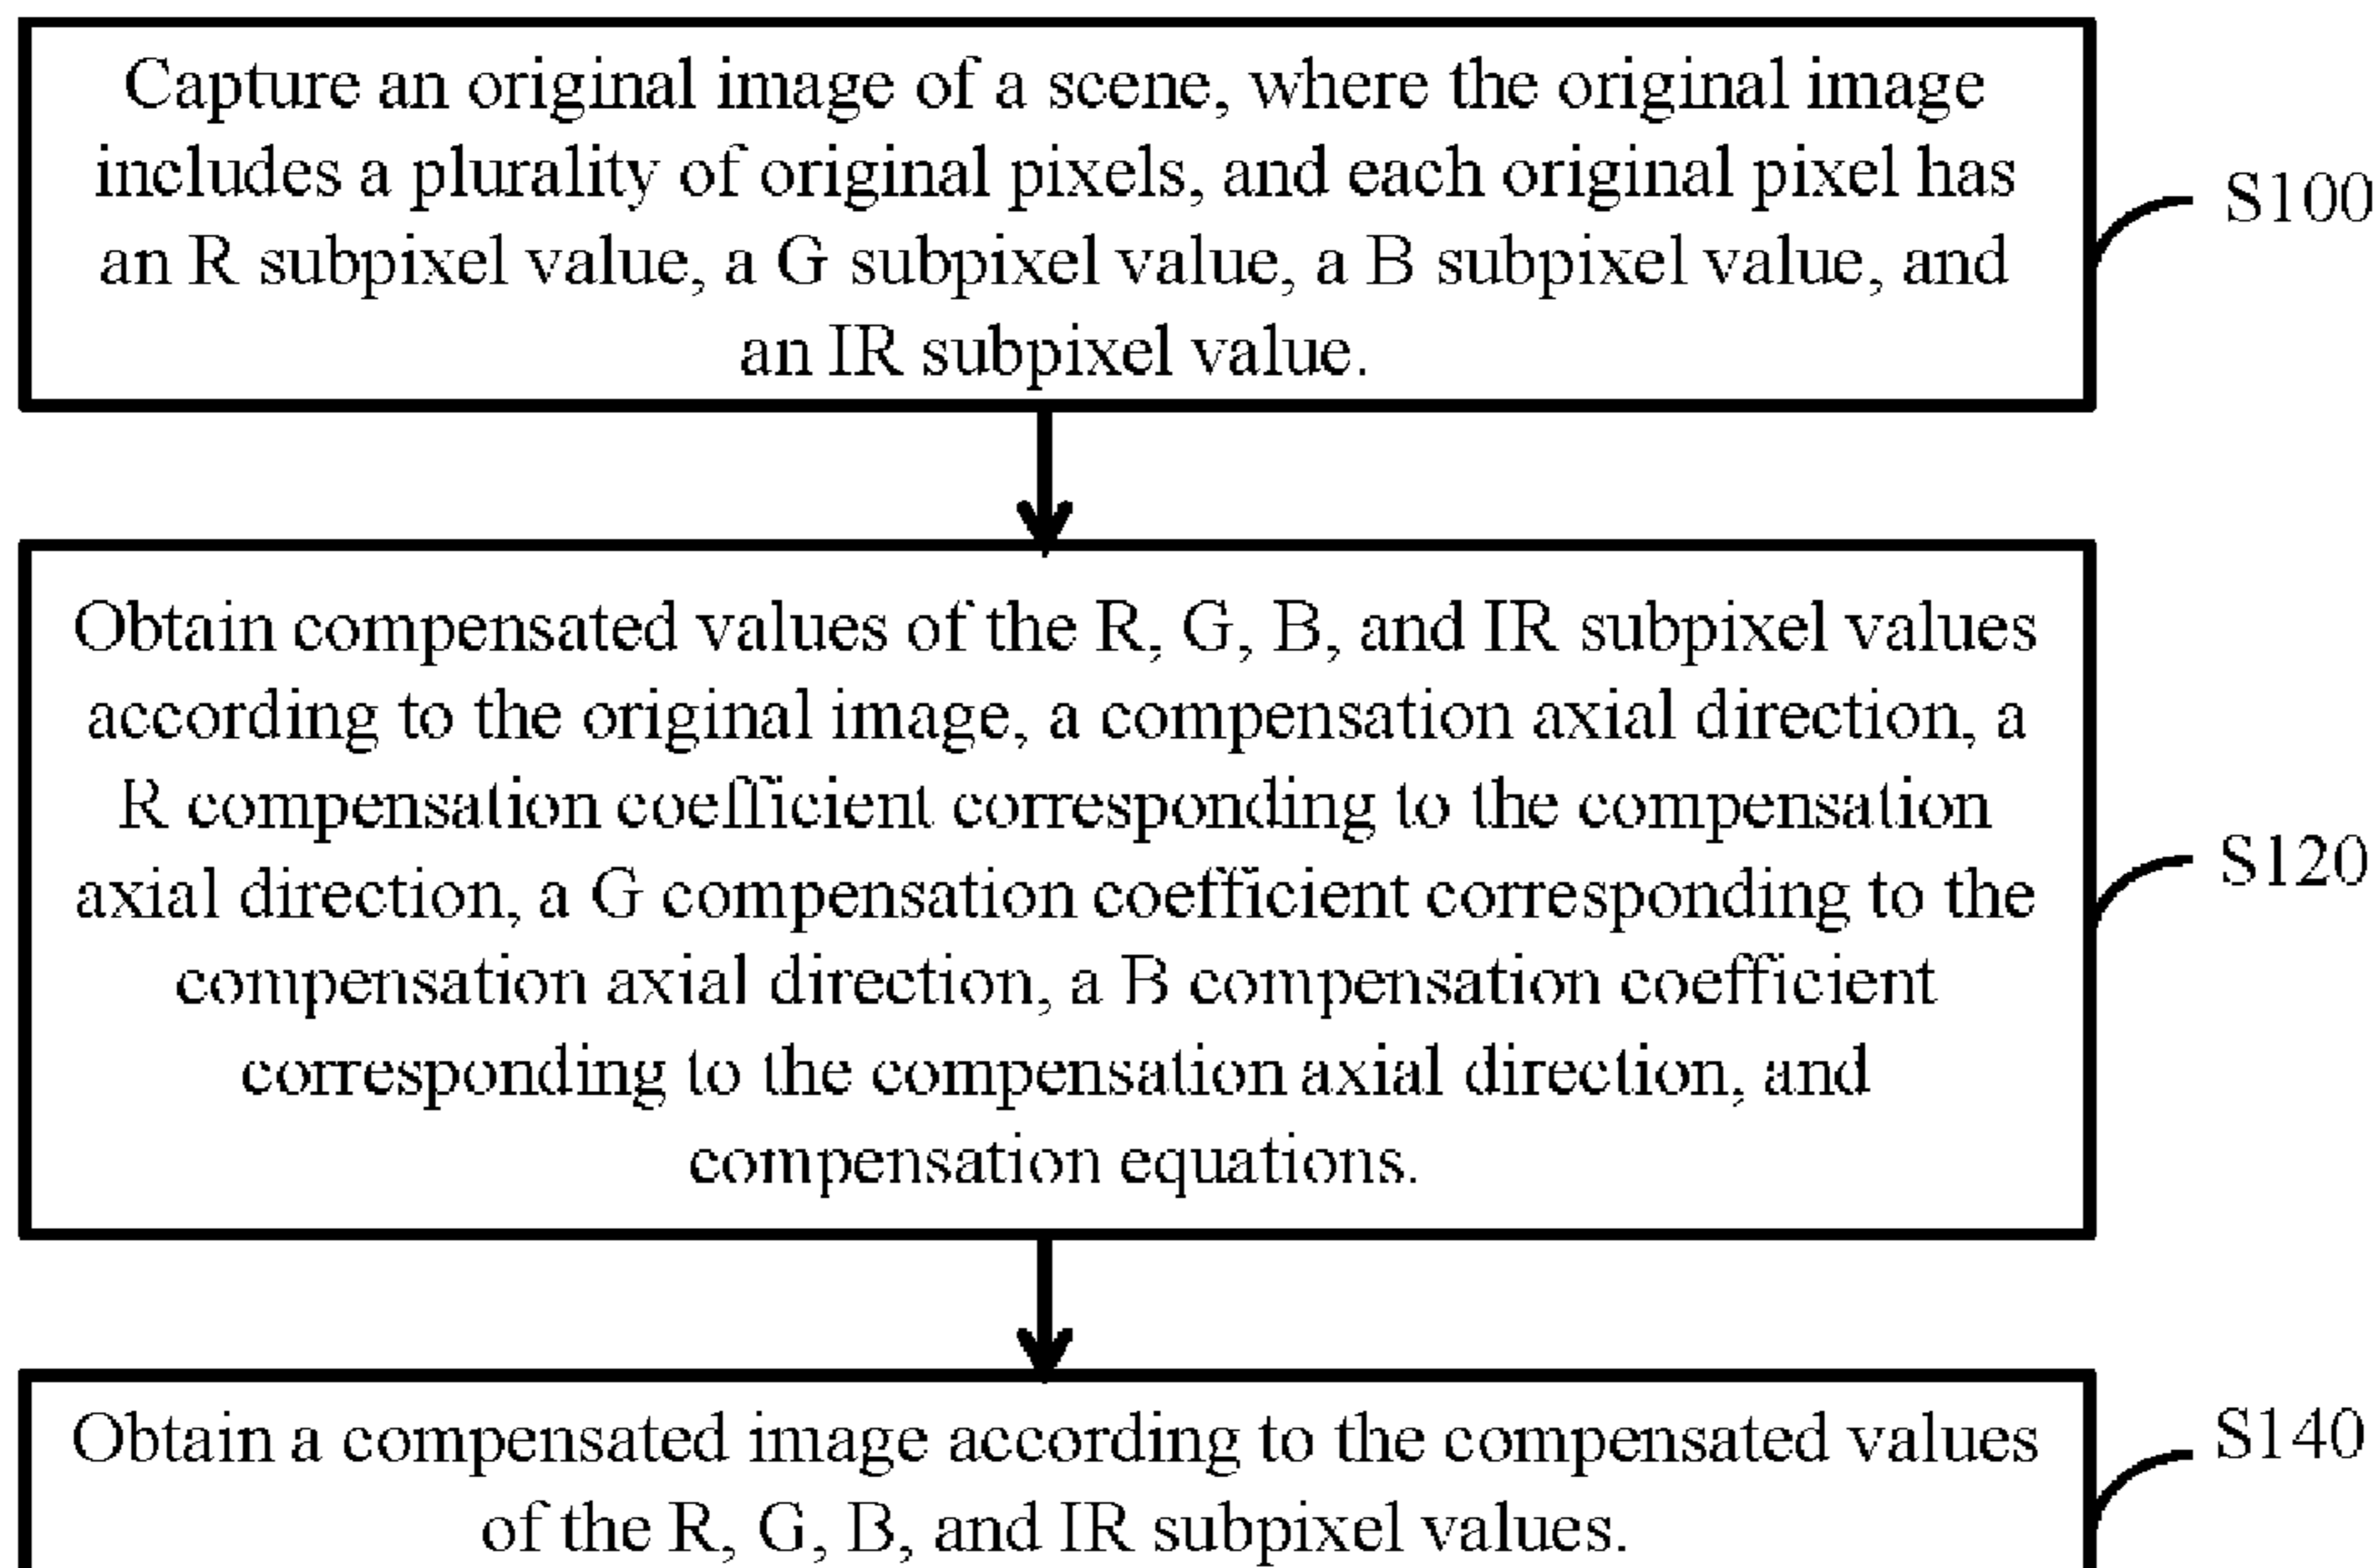 Capture an original image of a scene, where the original image
includes a plurality of original pixels, and each original pixel has
an R subpixel value, a G subpixel value, a B subpixel value, and
an IR subpixel value.
S100
Obtain compensated values of the R, G, B, and IR subpixel values
according to the original image, a compensation axial direction, a
R compensation coefficient corresponding to the compensation
axial direction, a G compensation coefficient corresponding to the
compensation axial direction, a B compensation coefficient
corresponding to the compensation axial direction, and
compensation equations.
S120
Obtain a compensated image according to the compensated values
of the R, G, B, and IR subpixel values.
S140